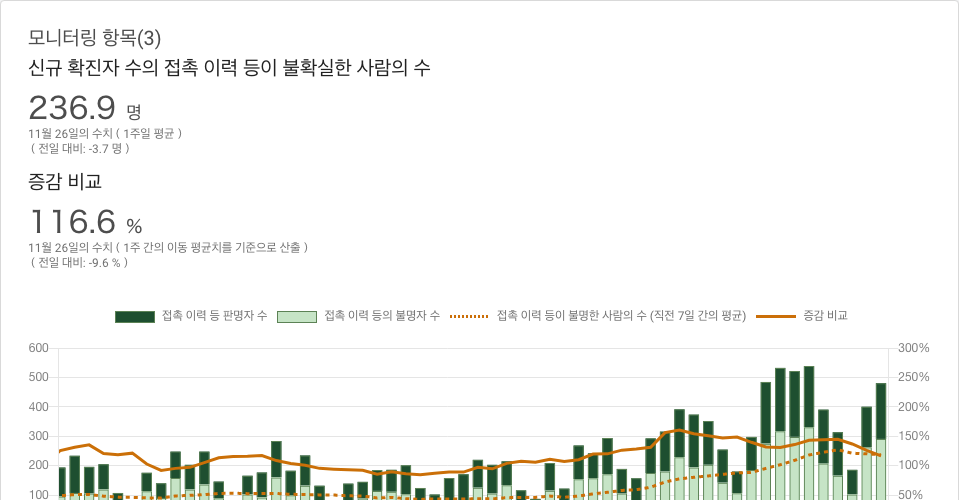 모니터링 항목(3)
신규 확진자 수의 접촉 이력 등이 불확실한 사람의 수
236.9 명
11월 26일의 수치 ( 1주일 평균 )
( 전일 대비: -3.7 명 )
증감 비교
116.6 %
11월 26일의 수치 ( 1주 간의 이동 평균치를 기준으로 산출 )
( 전일 대비: -9.6 % )
접촉 이력 등 판명자 수 접촉 이력 등의 불명자 수 접촉 이력 등이 불명한 사람의 수 (직전 7일 간의 평균) 증감 비교
600 300%
500 250%
400 200%
300 150%
200 100%
100 50%